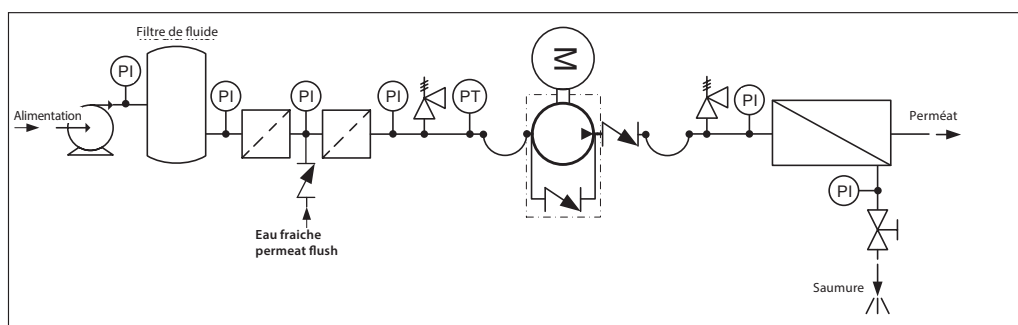 Filtre de fluide
PI
Alimentation
PI
PI
PI
PT
M
PI
Perméat
PI
Eau fraiche
permeat flush
Saumure